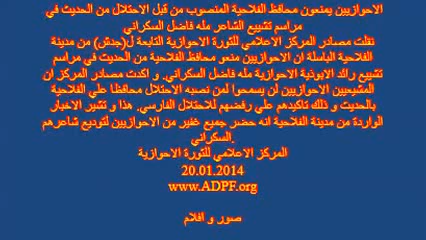 الاحوازيين يمنعون محافظ الفلاحية المنصوب من قبل الاحتلال من الحديث في
مراسم تشييع الشاعر مله فاضل السكراني
نقلت مصادر المركز الاعلامي للثورة الاحوازية التابعة ل(جدش) من مدينة
الفلاحية الباسلة ان الاحوازيين منعو محافظ الفلاحية من الحديث في مراسم
تشييع رائد الابوذية الاحوازية مله فاضل السكراني. و اكدت مصادر المركز ان
المشيعيين الاحوازيين لن يسمحوا لمن نصبه الاحتلال محافظا علي الفلاحية
بالحديث و ذلك تاكيدهم علي رفضهم للاحتلال الفارسي. هذا و تشير الاخبار
الواردة من مدينة الفلاحية انه حضر جميع غفير من الاحوازيين لتوديع شاعرهم
السكراني.
المركز الاعلامي للثورة الاحوازية
20.01.2014
www.ADPF.org
صور و افلام